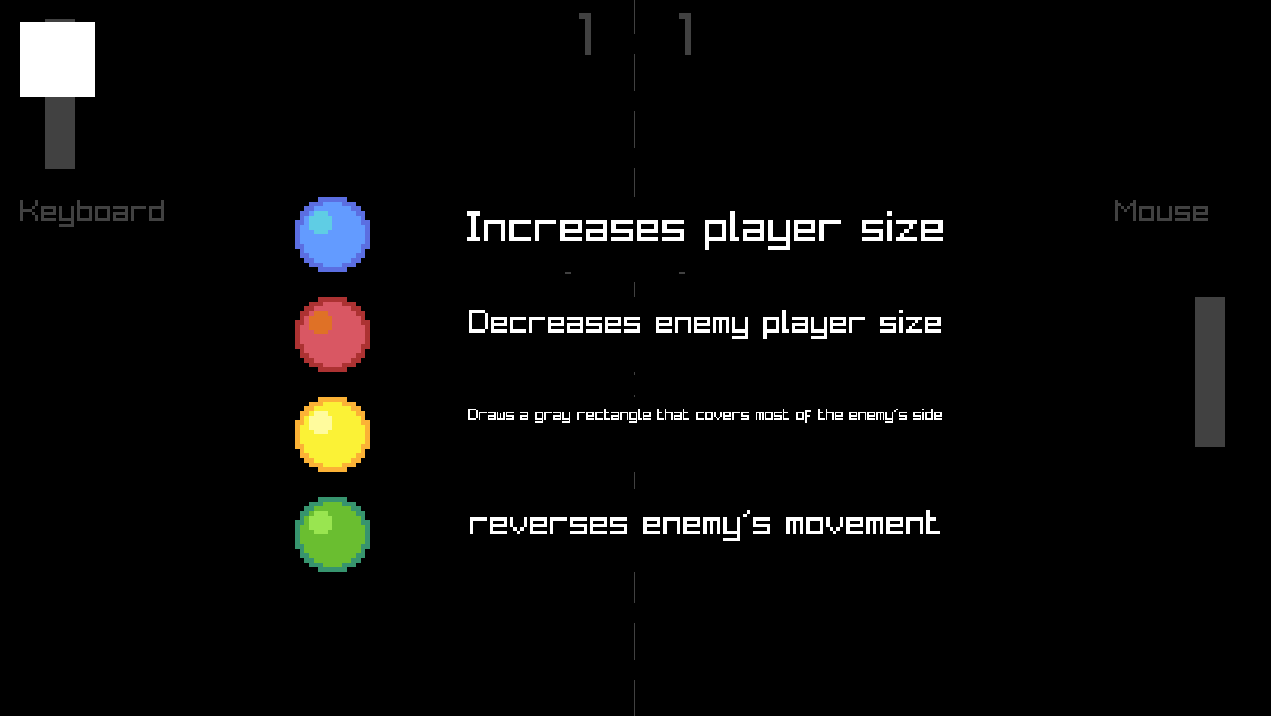 1 1
Keyboard
Mouse
Increases player size
Decreases enemy player size
Draws a gray rectangle that covers most of the enemy's side
reverses enemy's movement